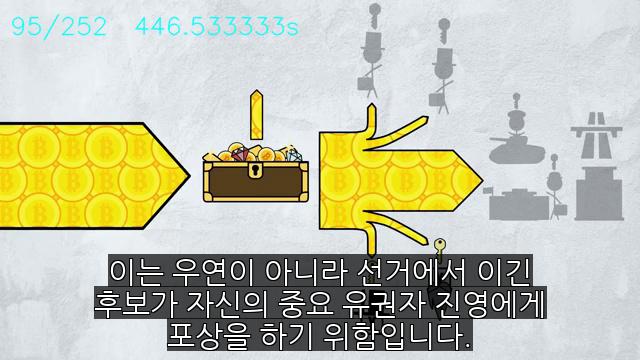 95/252 446.533333s
이는 우연이 아니라 선거에서 이긴
후보가 자신의 중요 유권자 진영에게
포상을 하기 위함입니다.